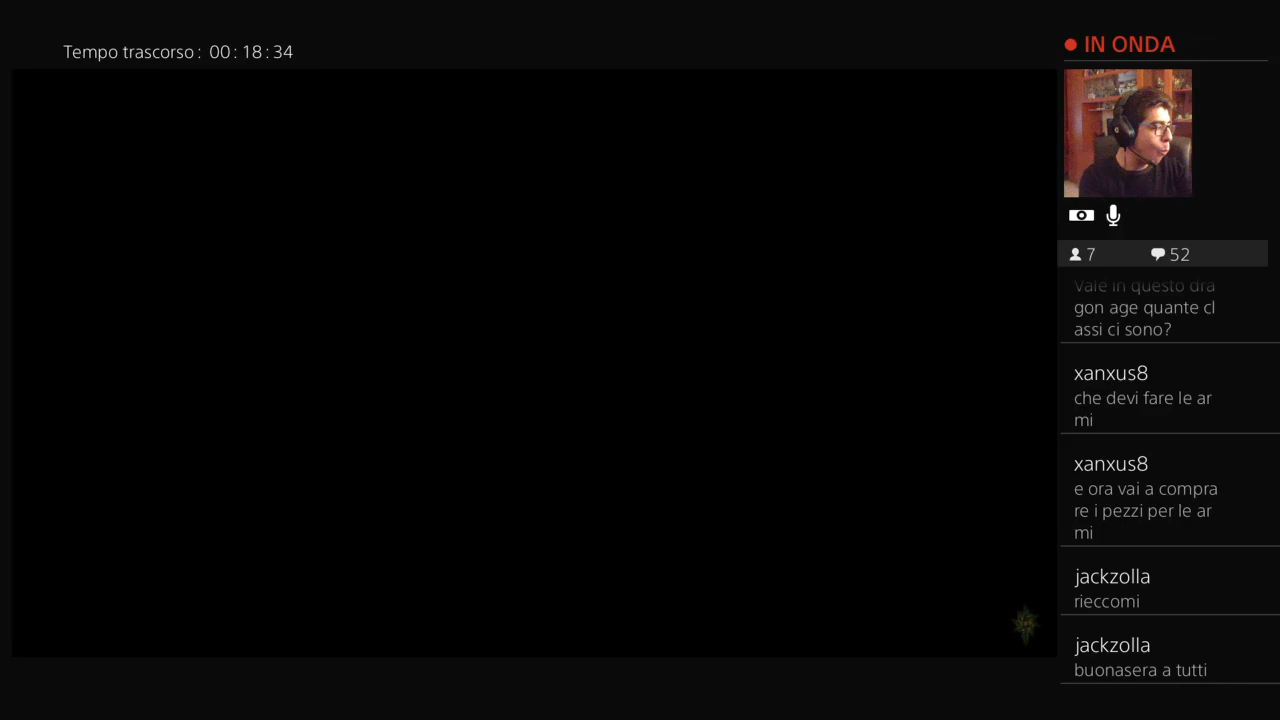 Tempo trascorso: 00:18:34
IN ONDA
7 52
Vale in questo dra
gon age quante cl
assi ci sono?
xanxus8
che devi fare le ar
mi
xanxus8
e ora vai a compra
re i pezzi per le ar
mi
jackzolla
rieccomi
jackzolla
buonasera a tutti